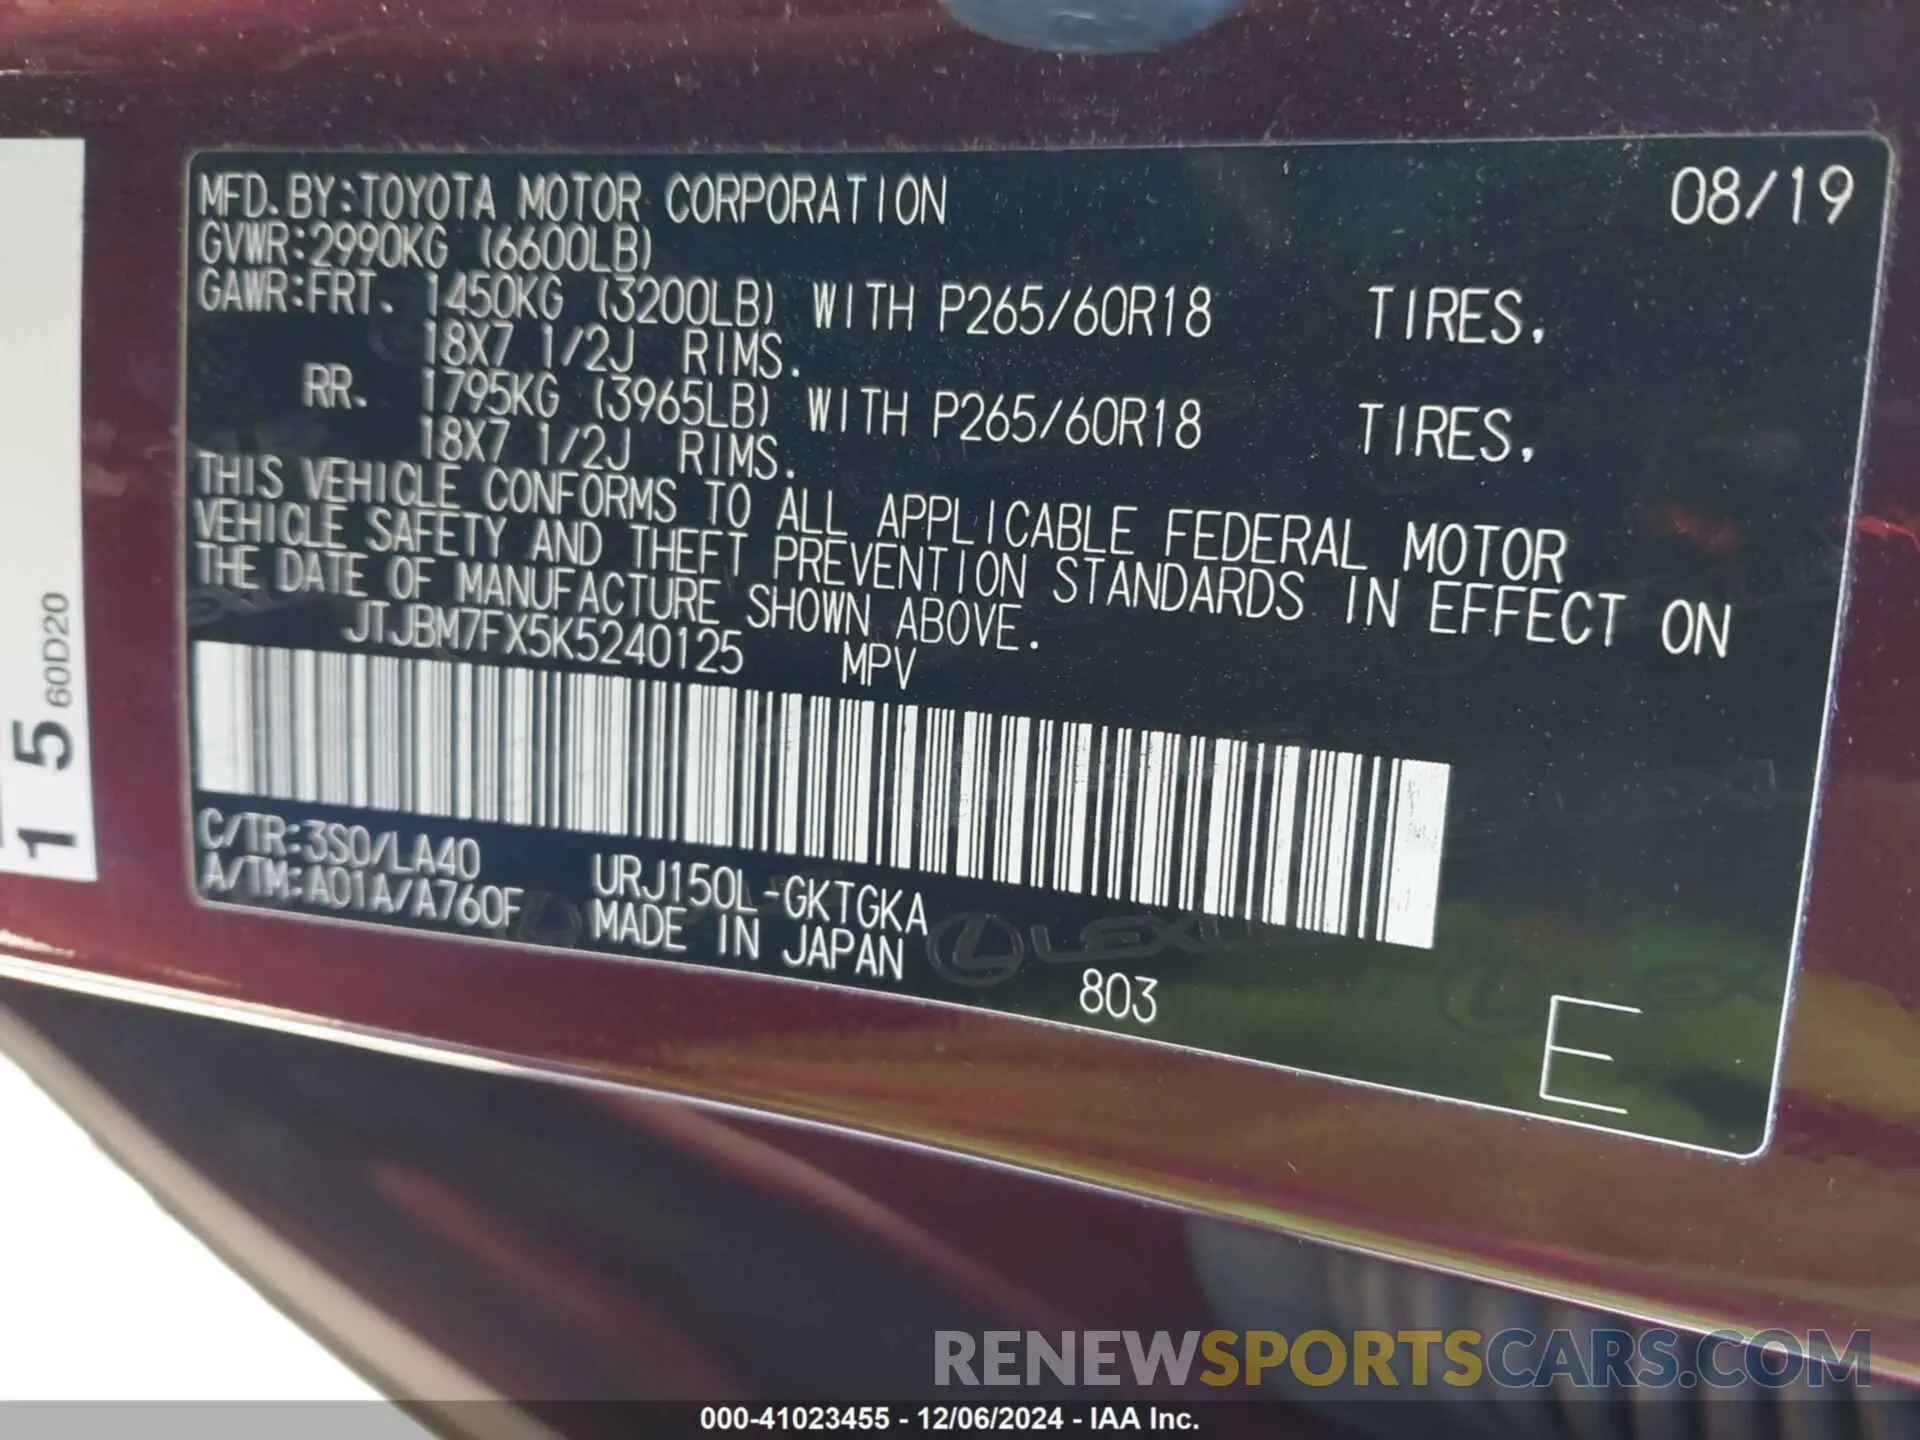 MFD.BY:TOYOTA MOTOR CORPORATION 08/19
GVWR:2990KG (6600LB)
GAWR:FRT. 1450KG (3200LB) WITH P265/60R18 TIRES,
18X7 1/2J RIMS.
RR. 1795KG (3965LB) WITH P265/60R18 TIRES,
18X7 1/2J RIMS.
THIS VEHICLE CONFORMS TO ALL APPLICABLE FEDERAL MOTOR
VEHICLE SAFETY AND THEFT PREVENTION STANDARDS IN EFFECT ON
THE DATE OF MANUFACTURE SHOWN ABOVE.
JTJBM7FX5K5240125 MPV
C/TR:3S0/LA40
A/TM:A01A/A760F
URJ150L-GKTGKA
MADE IN JAPAN
803
E
LEXUS
15
60D20
RENEWSPORTSCARS.COM
000-41023455 - 12/06/2024 - IAA Inc.